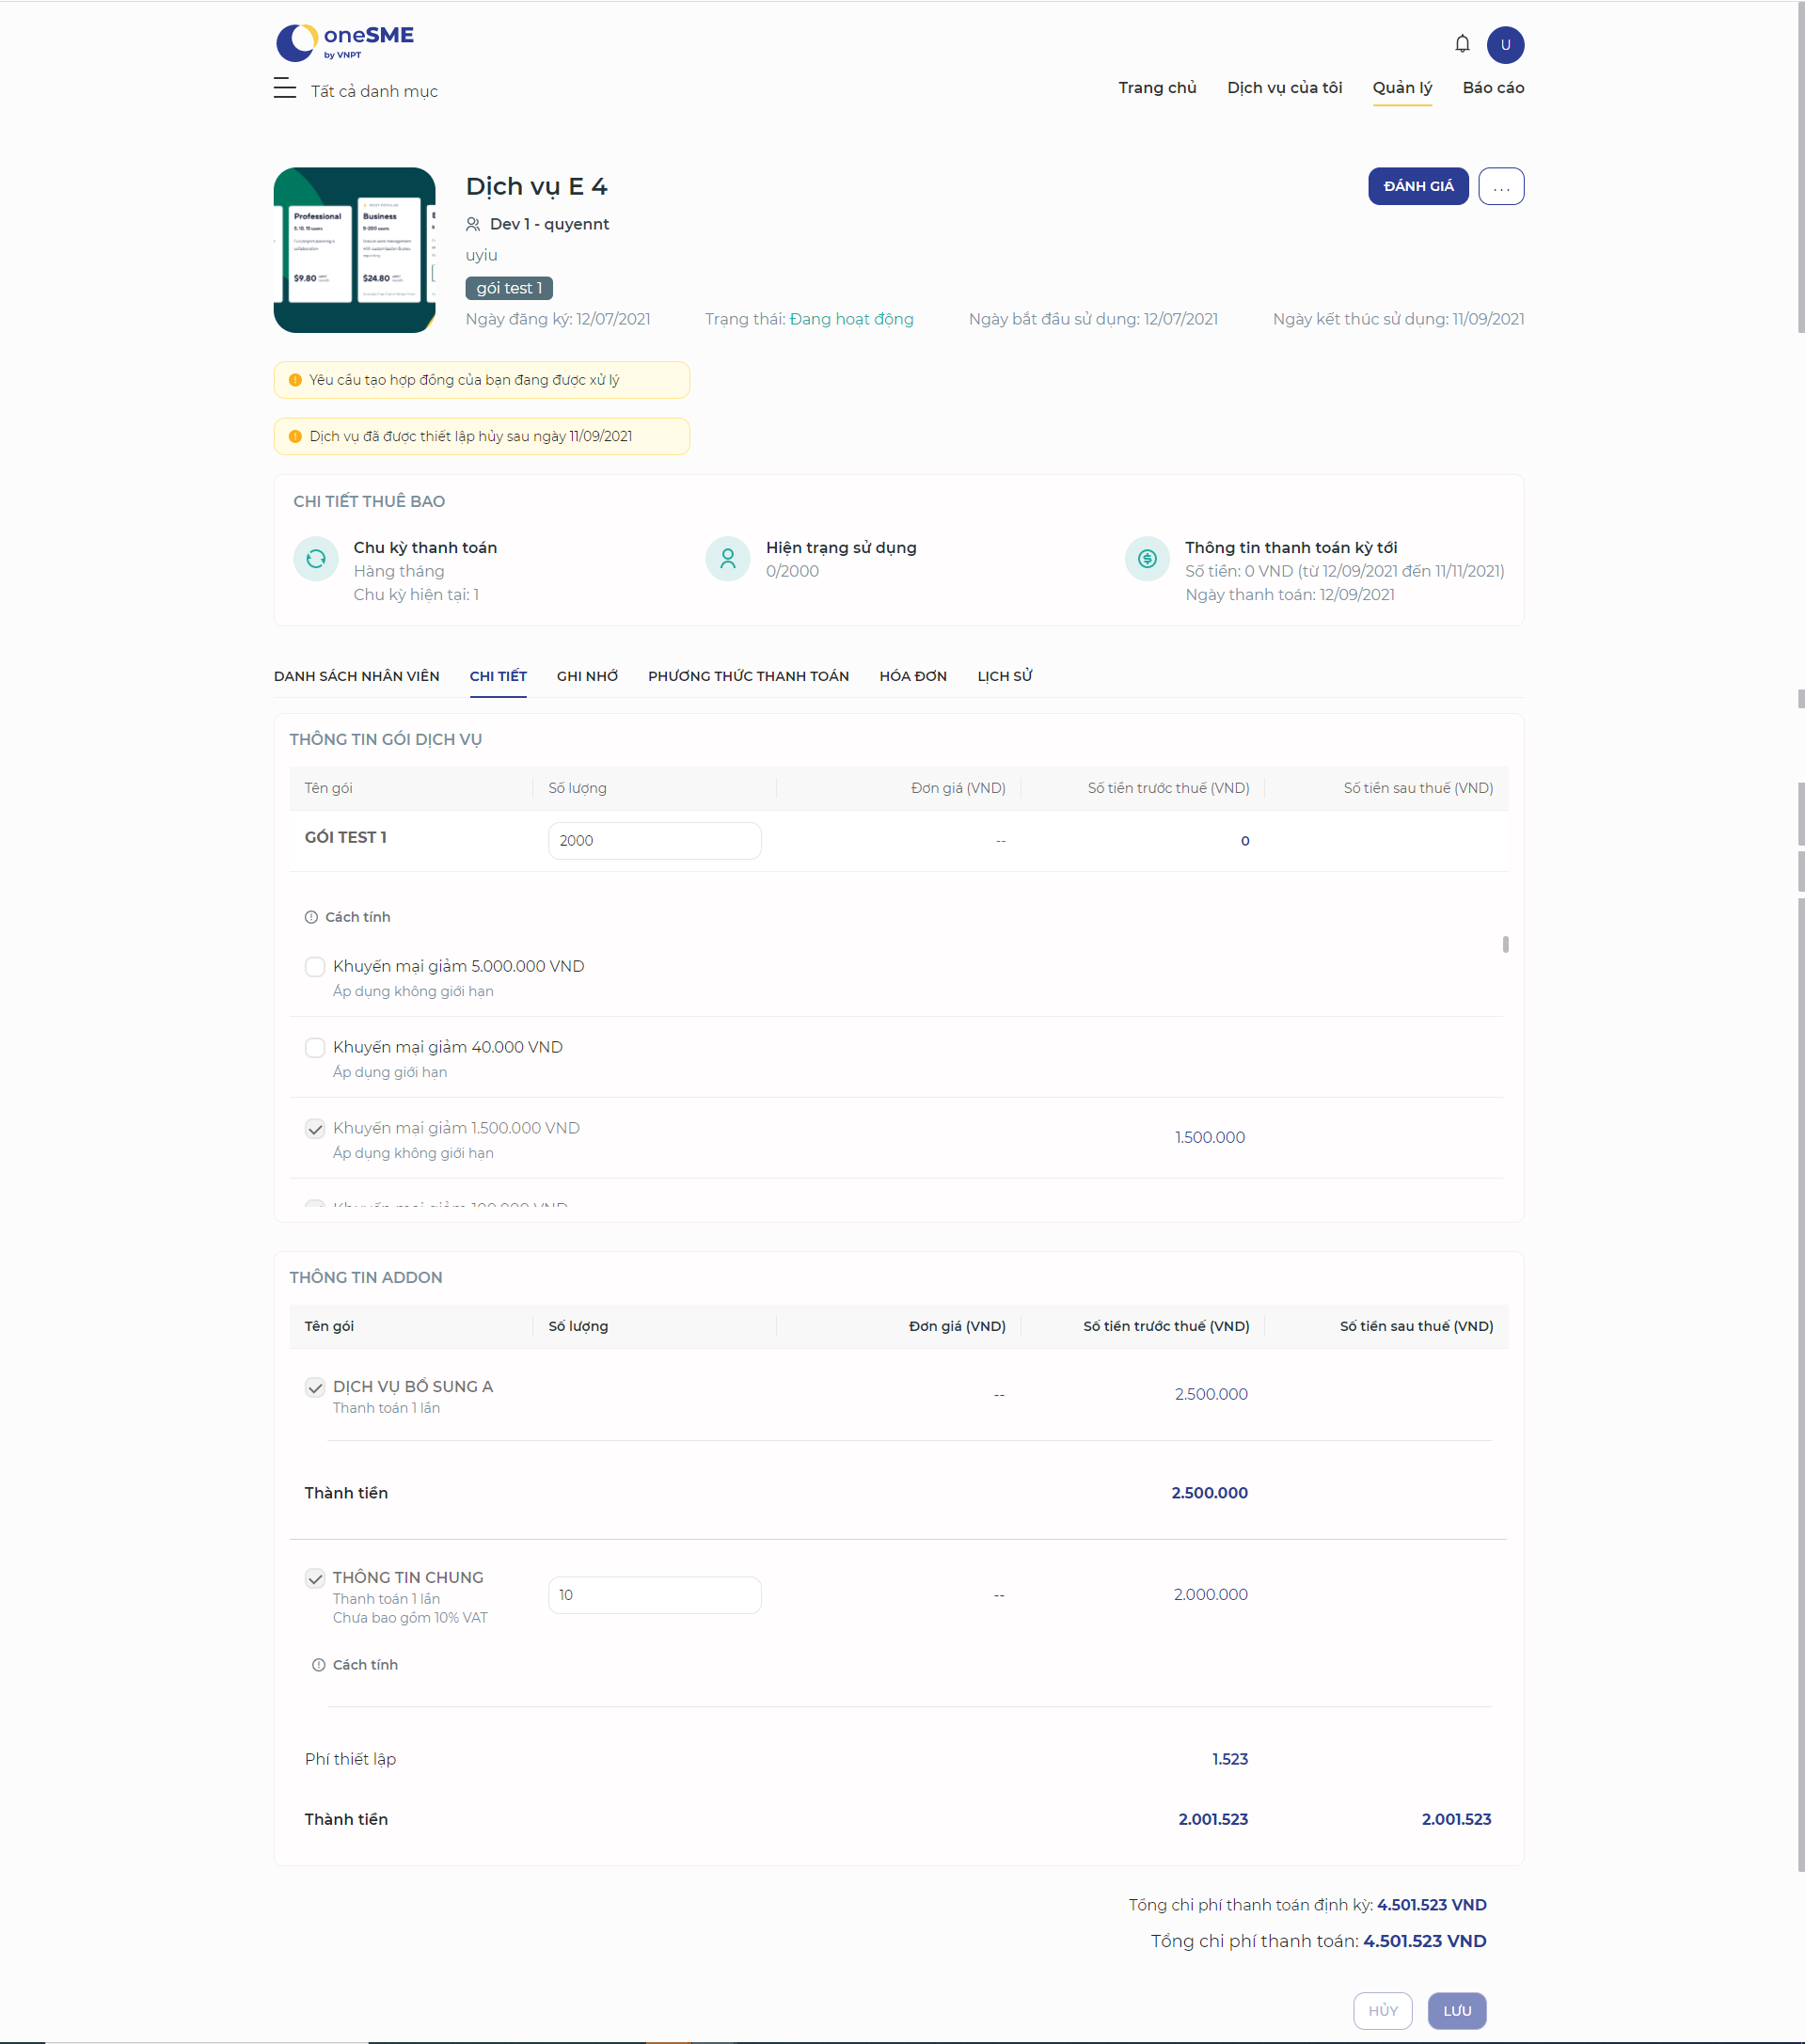 oneSME
by VNPT
U
Tất cả danh mục
Trang chủ
Dịch vụ của tôi
Quản lý
Báo cáo
Professional
Business
$9.80
$24.80
Dịch vụ E 4
ĐÁNH GIÁ
...
Dev 1 - quyennt
uyiu
gói test 1
Ngày đăng ký: 12/07/2021
Trạng thái: Đang hoạt động
Ngày bắt đầu sử dụng: 12/07/2021
Ngày kết thúc sử dụng: 11/09/2021
Yêu cầu tạo hợp đồng của bạn đang được xử lý
Dịch vụ đã được thiết lập hủy sau ngày 11/09/2021
CHI TIẾT THUÊ BAO
Chu kỳ thanh toán
Hàng tháng
Chu kỳ hiện tại: 1
Hiện trạng sử dụng
0/2000
Thông tin thanh toán kỳ tới
Số tiền: 0 VND (từ 12/09/2021 đến 11/11/2021)
Ngày thanh toán: 12/09/2021
DANH SÁCH NHÂN VIÊN
CHI TIẾT
GHI NHỚ
PHƯƠNG THỨC THANH TOÁN
HÓA ĐƠN
LỊCH SỬ
THÔNG TIN GÓI DỊCH VỤ
Tên gói
Số lượng
Đơn giá (VND)
Số tiền trước thuế (VND)
Số tiền sau thuế (VND)
GÓI TEST 1
2000
--
0
Cách tính
Khuyến mại giảm 5.000.000 VND
Áp dụng không giới hạn
Khuyến mại giảm 40.000 VND
Áp dụng giới hạn
Khuyến mại giảm 1.500.000 VND
1.500.000
Áp dụng không giới hạn
Khuyến mại giảm 100.000 VND
THÔNG TIN ADDON
Tên gói
Số lượng
Đơn giá (VND)
Số tiền trước thuế (VND)
Số tiền sau thuế (VND)
DỊCH VỤ BỔ SUNG A
Thanh toán 1 lần
--
2.500.000
Thành tiền
2.500.000
THÔNG TIN CHUNG
Thanh toán 1 lần
Chưa bao gồm 10% VAT
10
--
2.000.000
Cách tính
Phí thiết lập
1.523
Thành tiền
2.001.523
2.001.523
Tổng chi phí thanh toán định kỳ: 4.501.523 VND
Tổng chi phí thanh toán: 4.501.523 VND
HỦY
LƯU